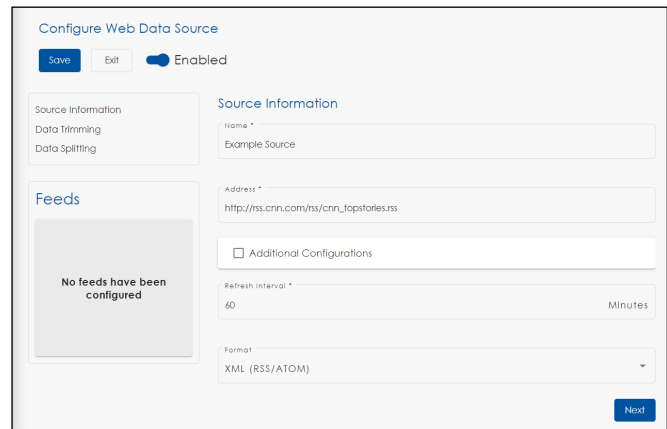 Configure Web Data Source
Save
Exit
Enabled
Source Information
Data Trimming
Data Splitting
Feeds
No feeds have been
configured
Source Information
Name *
Example Source
Address *
http://rss.cnn.com/rss/cnn_topstories.rss
Additional Configurations
Refresh Interval *
60
Minutes
Format
XML (RSS/ATOM)
Next